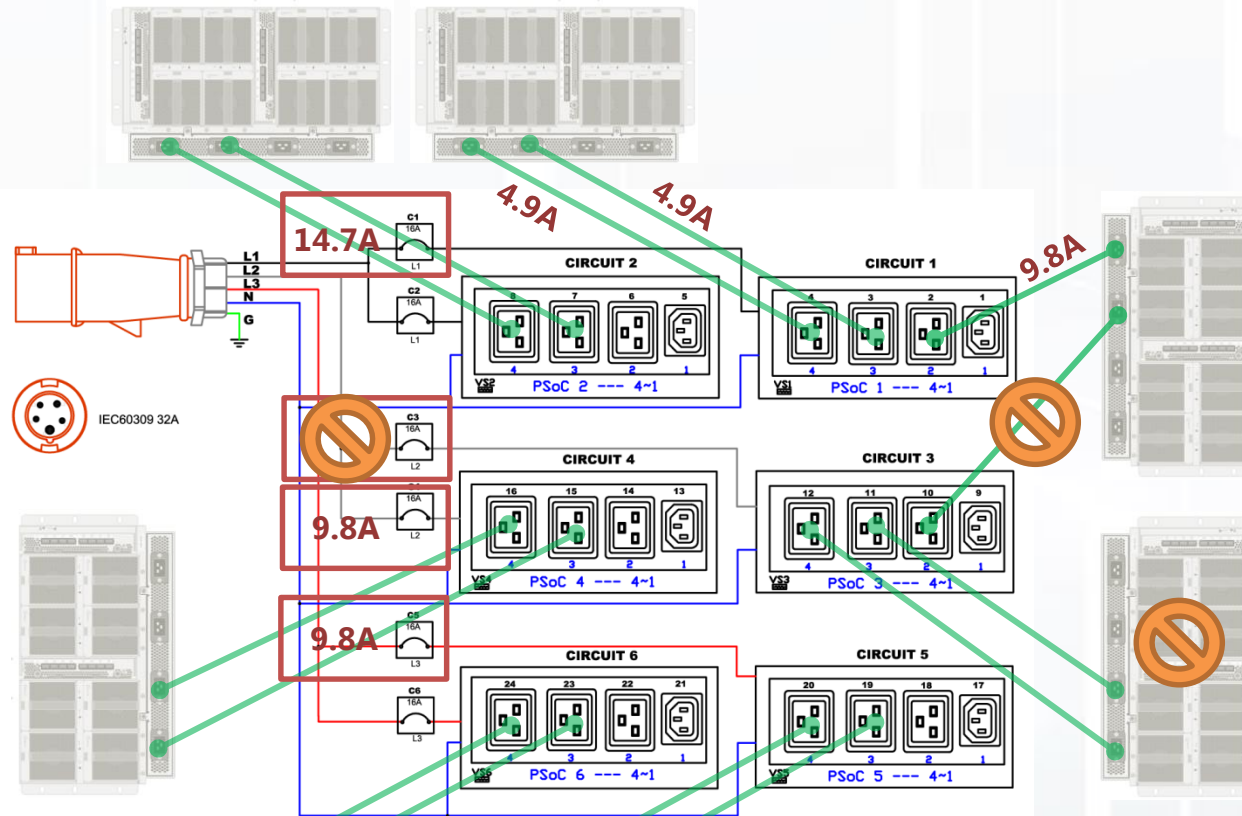 4.9A
4.9A
9.8A
14.7A
C1
16A
L1
L1
L2
L3
N
G
C2
16A
L1
CIRCUIT 2
8 7 6 5
4 3 2 1
VS2
PSoC 2 --- 4~1
CIRCUIT 1
4 3 2 1
4 3 2 1
VS1
PSoC 1 --- 4~1
IEC60309 32A
C3
16A
L2
9.8A
16A
L2
CIRCUIT 4
16 15 14 13
4 3 2 1
VS4
PSoC 4 --- 4~1
CIRCUIT 3
12 11 10 9
4 3 2 1
VS3
PSoC 3 --- 4~1
9.8A
C5
16A
L3
C6
16A
L3
CIRCUIT 6
24 23 22 21
4 3 2 1
VS6
PSoC 6 --- 4~1
CIRCUIT 5
20 19 18 17
4 3 2 1
VS5
PSoC 5 --- 4~1